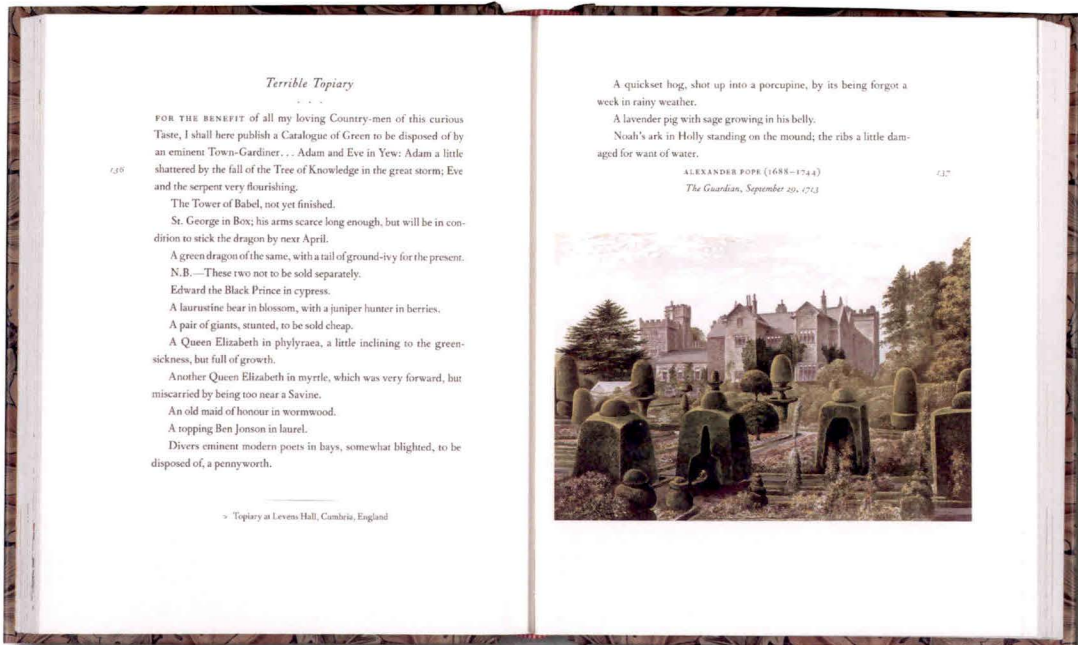 Terrible Topiary
. . .
FOR THE BENEFIT of all my loving Country-men of this curious
Taste, I shall here publish a Catalogue of Green to be disposed of by
an eminent Town-Gardiner. . . Adam and Eve in Yew: Adam a little
136
shattered by the fall of the Tree of Knowledge in the great storm; Eve
and the serpent very flourishing.
The Tower of Babel, not yet finished.
St. George in Box; his arms scarce long enough, but will be in con-
dition to stick the dragon by next April.
A green dragon of the same, with a tail of ground-ivy for the present.
N.B.—These two not to be sold separately.
Edward the Black Prince in cypress.
A laurustine bear in blossom, with a juniper hunter in berries.
A pair of giants, stunted, to be sold cheap.
A Queen Elizabeth in phylyraea, a little inclining to the green-
sickness, but full of growth.
Another Queen Elizabeth in myrtle, which was very forward, but
miscarried by being too near a Savine.
An old maid of honour in wormwood.
A topping Ben Jonson in laurel.
Divers eminent modern poets in bays, somewhat blighted, to be
disposed of, a pennyworth.
> Topiary at Levens Hall, Cumbria, England
A quickset hog, shot up into a porcupine, by its being forgot a
week in rainy weather.
A lavender pig with sage growing in his belly.
Noah's ark in Holly standing on the mound; the ribs a little dam-
aged for want of water.
ALEXANDER POPE (1688–1744)
137
The Guardian, September 29, 1713